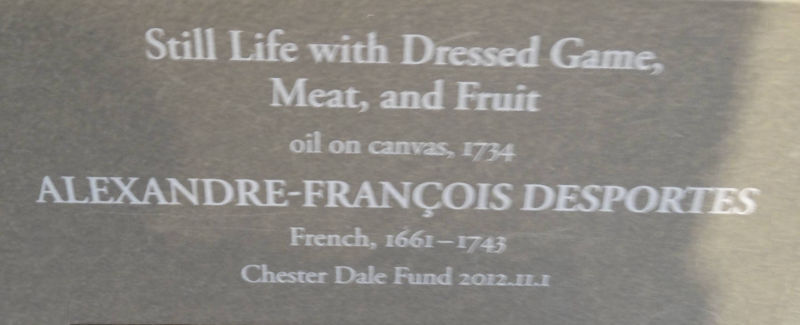 Still Life with Dressed Game,
Meat, and Fruit
oil on canvas, 1734
ALEXANDRE-FRANÇOIS DESPORTES
French, 1661–1743
Chester Dale Fund 2012.11.1